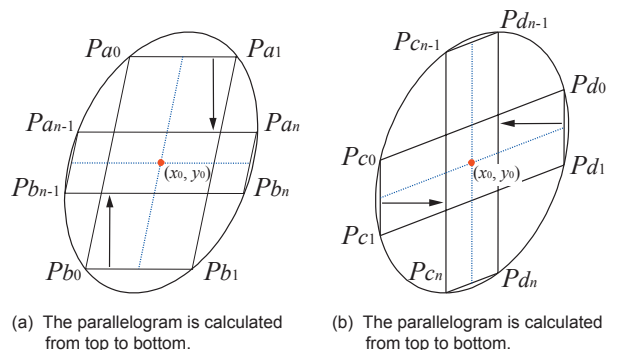 Pa0 Pa1
Pan-1 Pan
(x0, y0)
Pbn-1 Pbn
Pb0 Pb1
(a) The parallelogram is calculated
from top to bottom.
Pcn-1 Pdn-1
Pd0
Pc0
(x0, y0)
Pd1
Pc1
Pcn Pdn
(b) The parallelogram is calculated
from top to bottom.